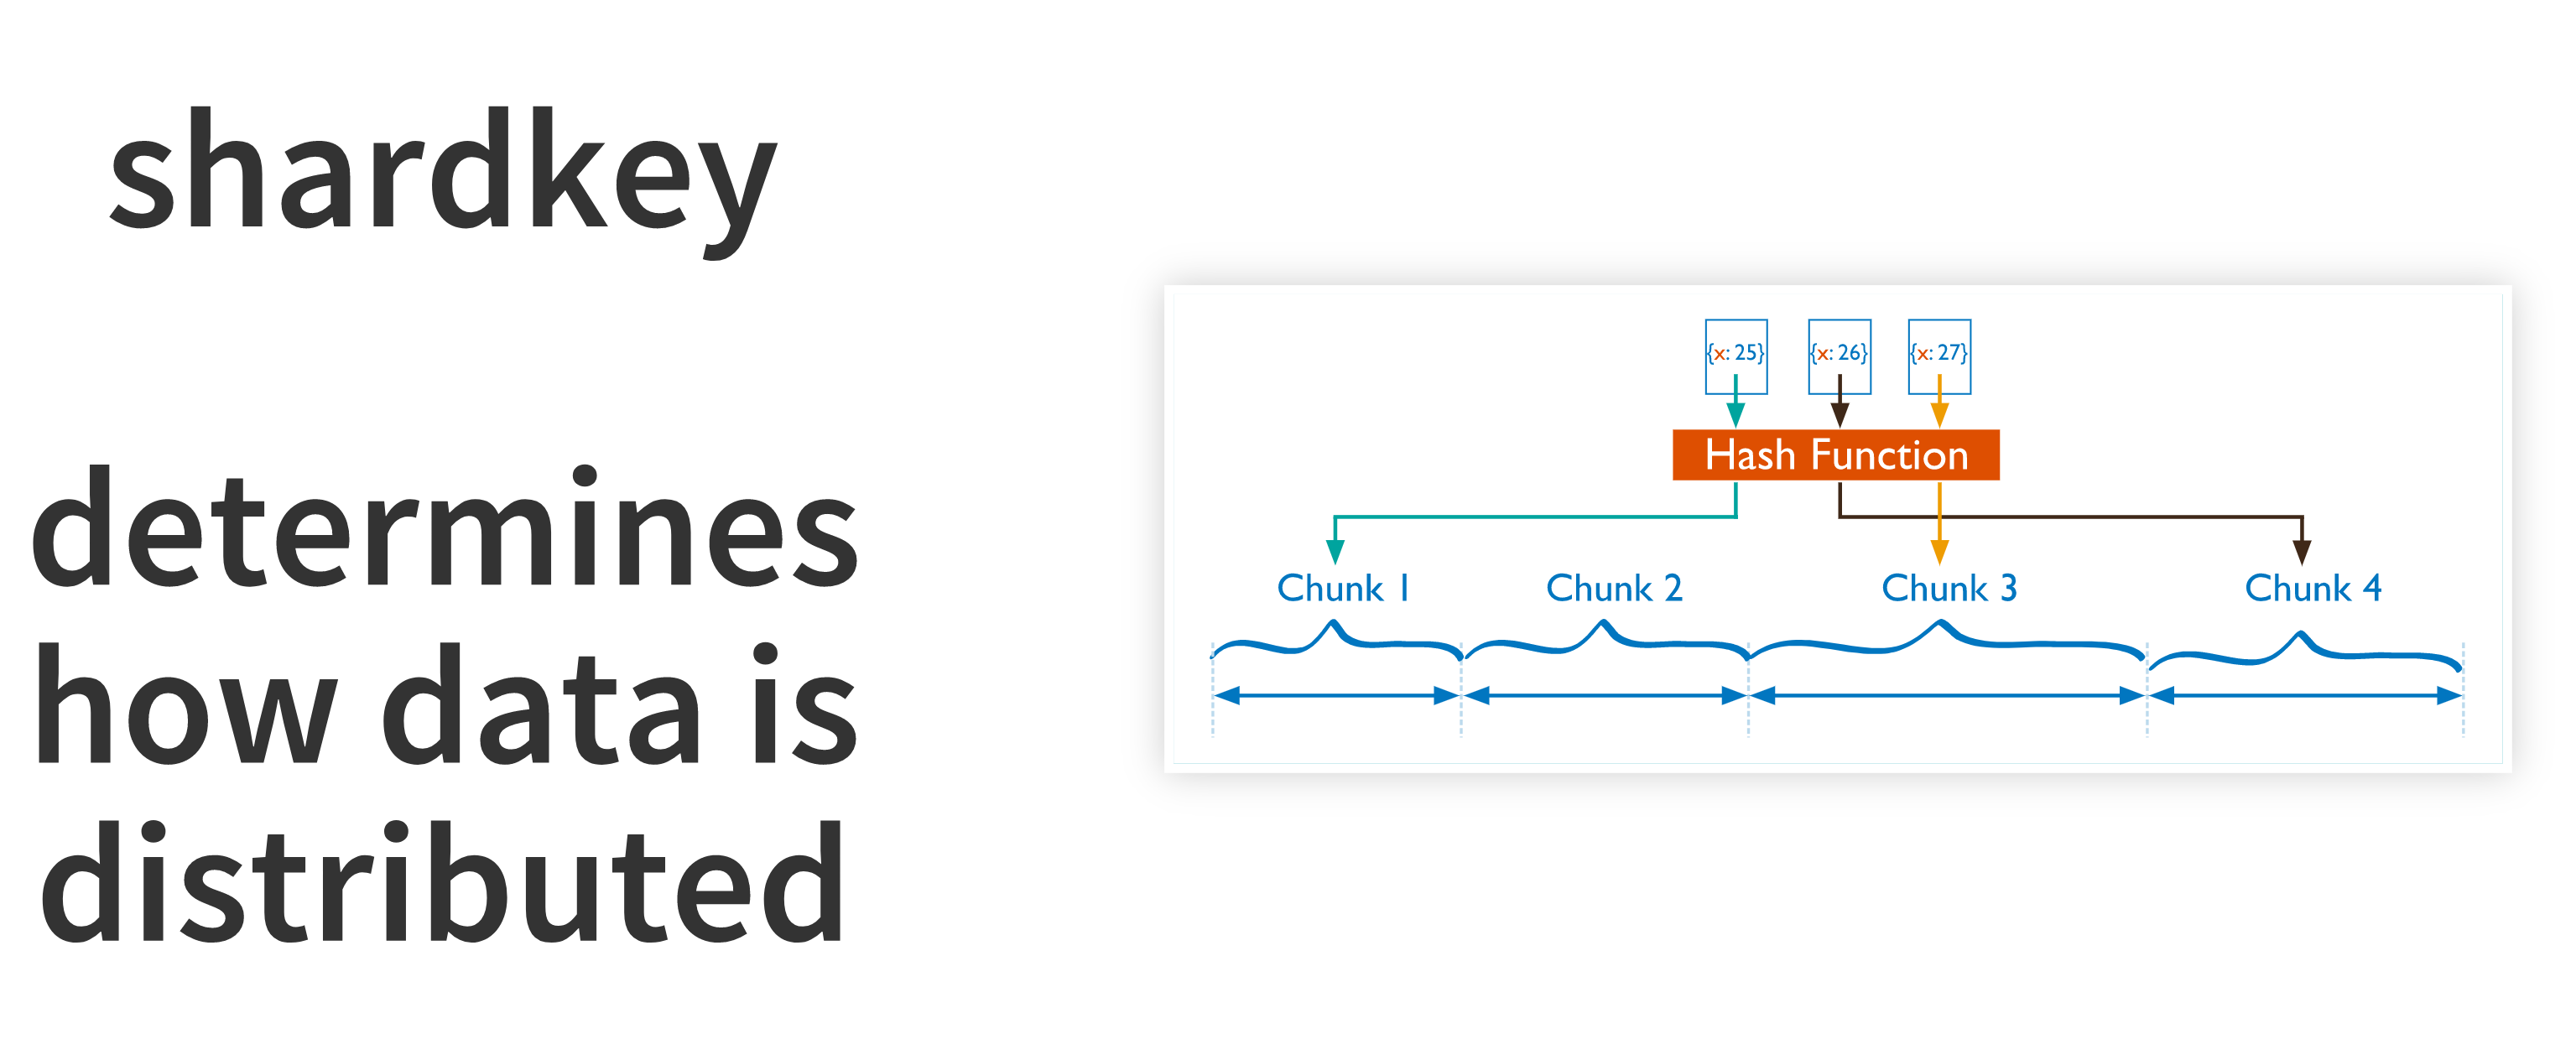 shardkey
determines
how data is
distributed
{x: 25} {x: 26} {x: 27}
Hash Function
Chunk 1 Chunk 2 Chunk 3 Chunk 4